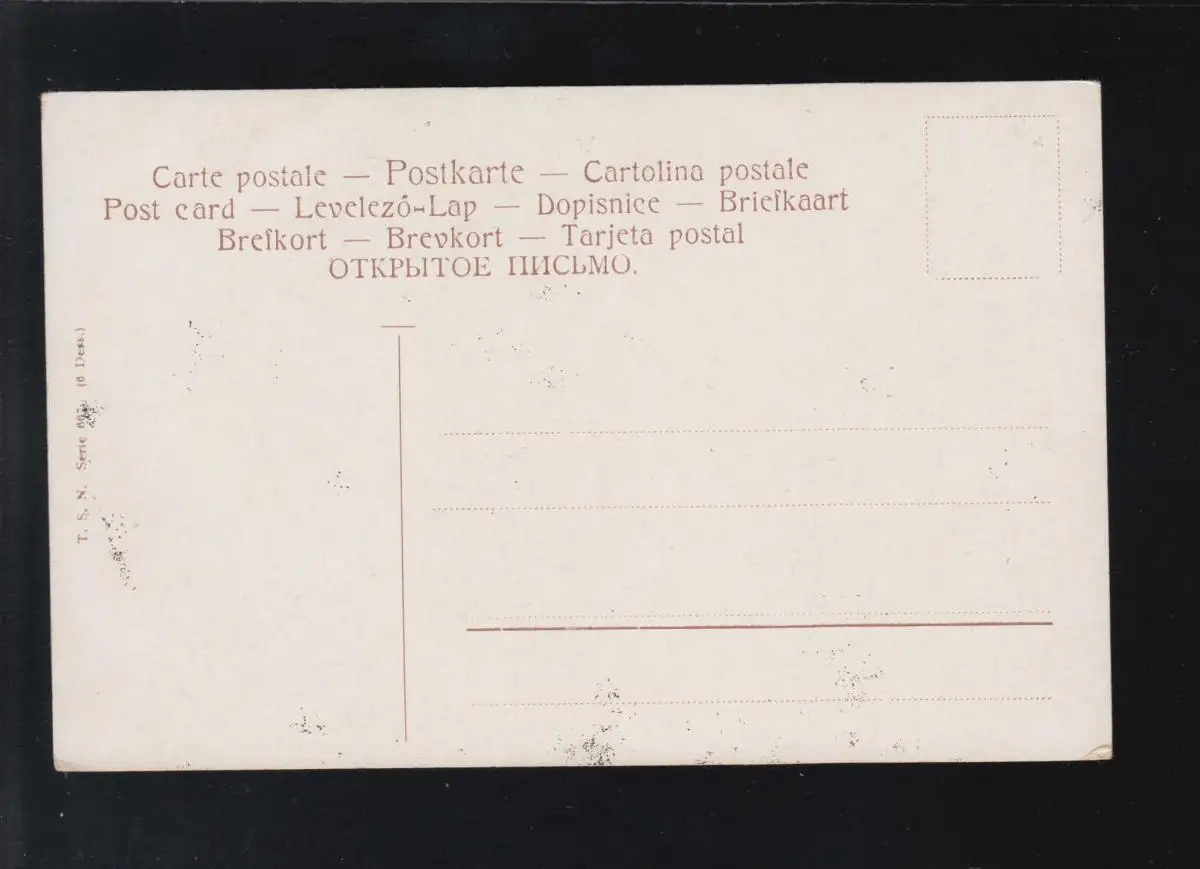 Carte postale — Postkarte — Cartolina postale
Post card — Levelező-Lap — Dopisnice — Briefkaart
Brefkort — Brevkort — Tarjeta postal
ОТКРЫТОЕ ПИСЬМО.
T. S. N. Serie (6 Dess.)